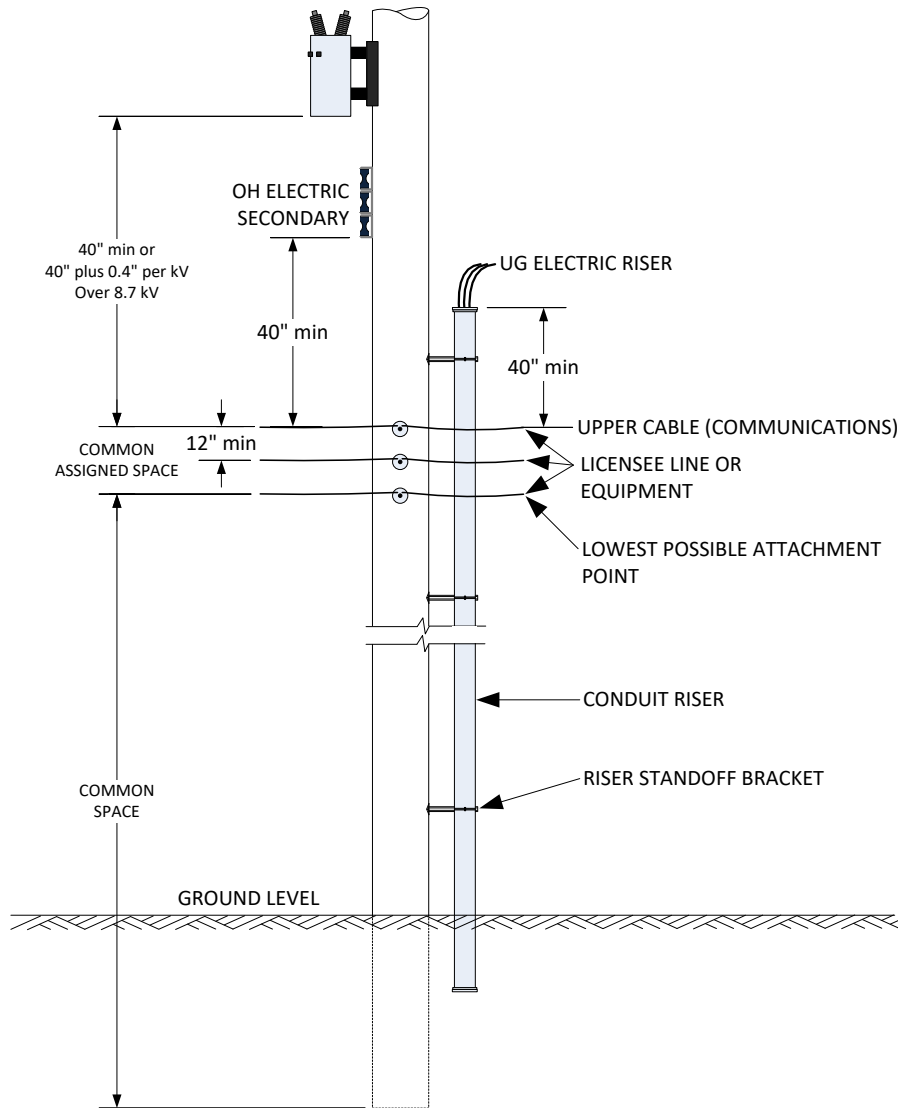 OH ELECTRIC
SECONDARY
40" min or
40" plus 0.4" per kV
Over 8.7 kV
UG ELECTRIC RISER
40" min
40" min
UPPER CABLE (COMMUNICATIONS)
12" min
COMMON
ASSIGNED SPACE
LICENSEE LINE OR
EQUIPMENT
LOWEST POSSIBLE ATTACHMENT
POINT
CONDUIT RISER
RISER STANDOFF BRACKET
COMMON
SPACE
GROUND LEVEL